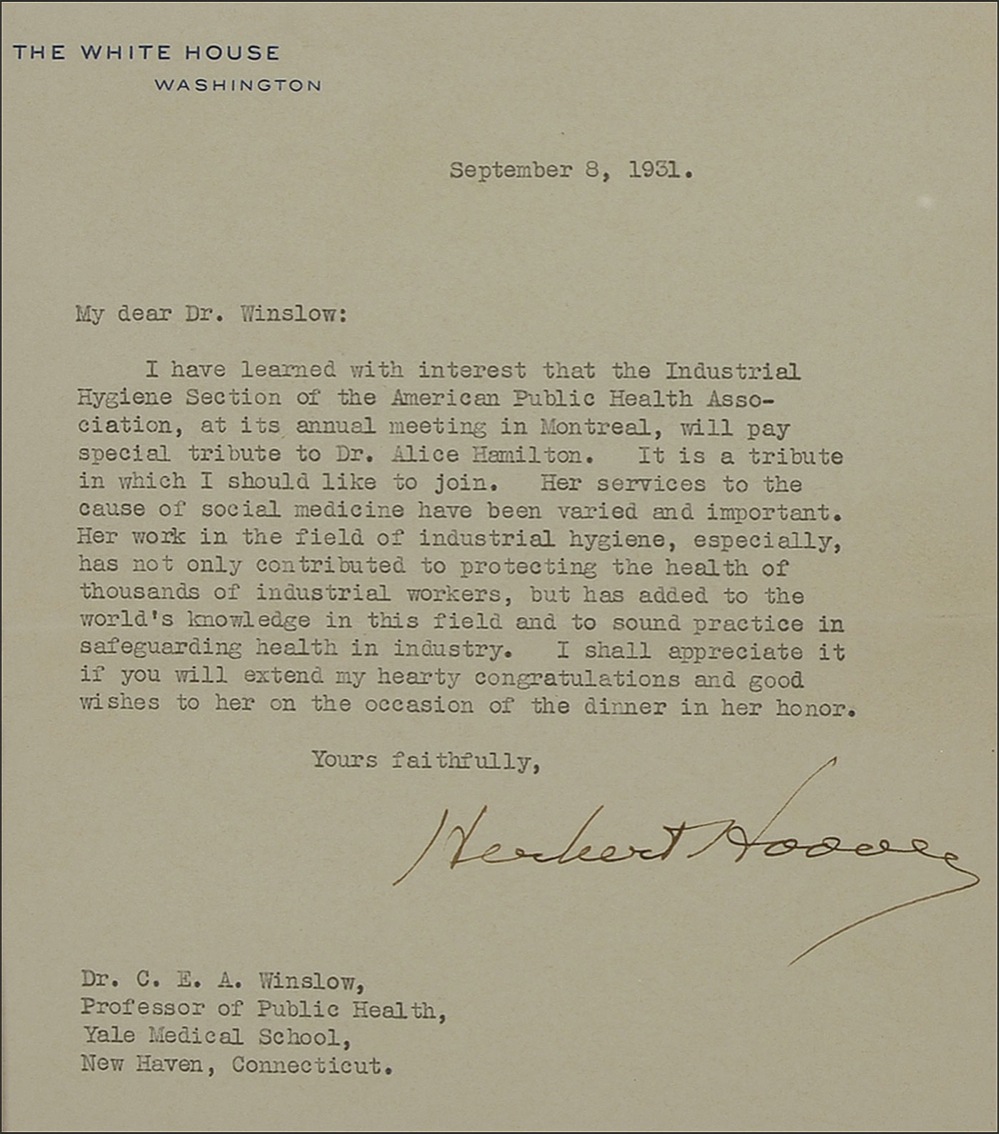 THE WHITE HOUSE
WASHINGTON
September 8, 1931.
My dear Dr. Winslow:
I have learned with interest that the Industrial
Hygiene Section of the American Public Health Asso-
ciation, at its annual meeting in Montreal, will pay
special tribute to Dr. Alice Hamilton. It is a tribute
in which I should like to join. Her services to the
cause of social medicine have been varied and important.
Her work in the field of industrial hygiene, especially,
has not only contributed to protecting the health of
thousands of industrial workers, but has added to the
world's knowledge in this field and to sound practice in
safeguarding health in industry. I shall appreciate it
if you will extend my hearty congratulations and good
wishes to her on the occasion of the dinner in her honor.
Yours faithfully,
Herbert Hoover
Dr. C. E. A. Winslow,
Professor of Public Health,
Yale Medical School,
New Haven, Connecticut.